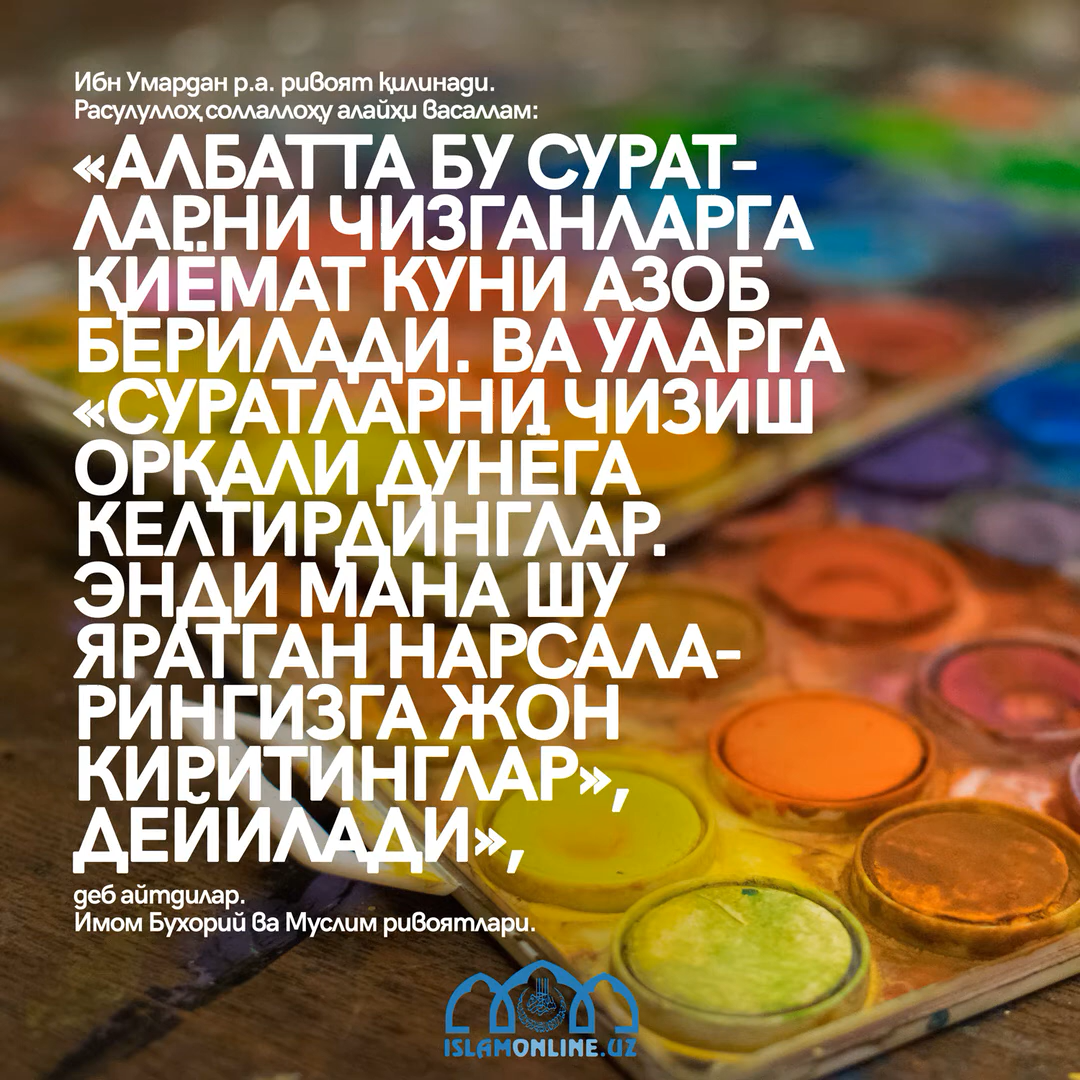 Ибн Умардан р.а. ривоят қилинади.
Расулуллоҳ соллаллоҳу алайҳи васаллам:
«АЛБАТТА БУ СУРАТ-
ЛАРНИ ЧИЗГАНЛАРГА
ҚИЁМАТ КУНИ АЗОБ
БЕРИЛАДИ. ВА УЛАРГА
«СУРАТЛАРНИ ЧИЗИШ
ОРҚАЛИ ДУНЁГА
КЕЛТИРДИНГЛАР.
ЭНДИ МАНА ШУ
ЯРАТГАН НАРСАЛА-
РИНГИЗГА ЖОН
КИРИТИНГЛАР»,
ДЕЙИЛАДИ»,
деб айтдилар.
Имом Бухорий ва Муслим ривоятлари.
ISLAMONLINE.UZ